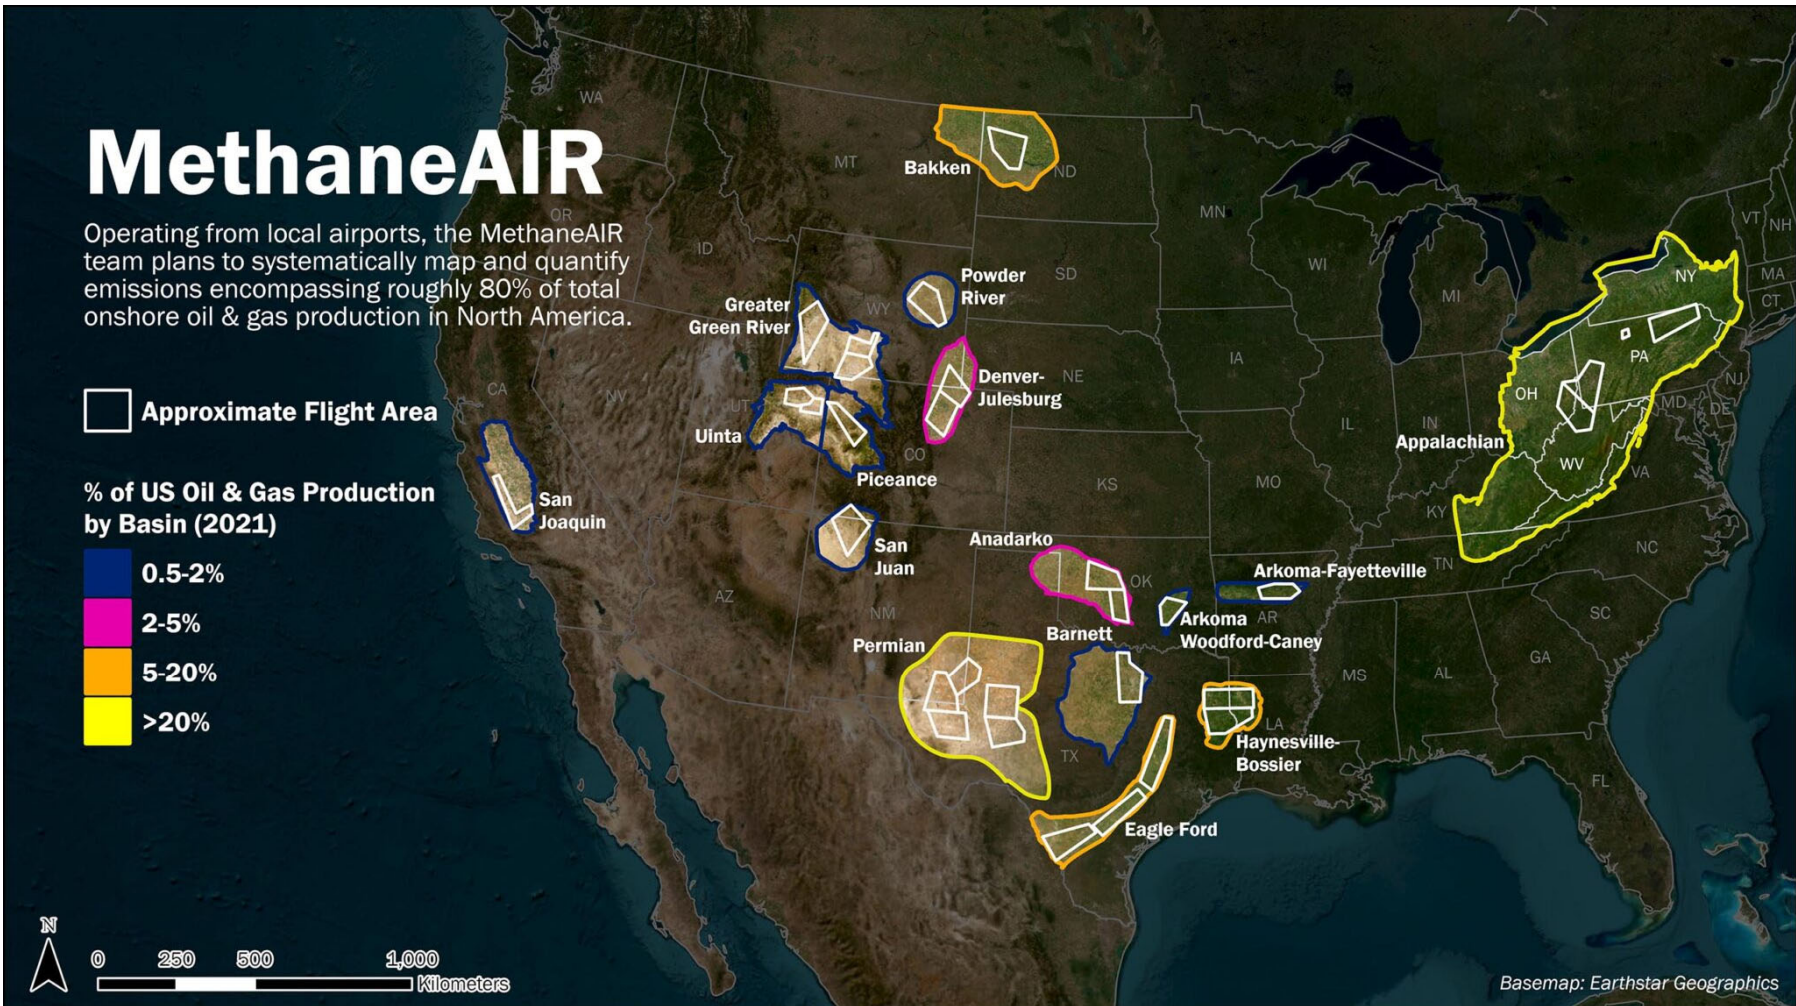 MethaneAIR
Operating from local airports, the MethaneAIR
team plans to systematically map and quantify
emissions encompassing roughly 80% of total
onshore oil & gas production in North America.
Approximate Flight Area
% of US Oil & Gas Production
by Basin (2021)
0.5-2%
2-5%
5-20%
>20%
N
0 250 500 1,000
Kilometers
WA
OR
ID
MT
ND
MN
SD
WI
MI
VT
NH
NY
MA
CT
WY
IA
NE
PA
NJ
OH
MD
DE
CA
NV
UT
CO
IL
IN
WV
VA
KS
MO
KY
NC
TN
AZ
NM
OK
AR
SC
MS
AL
GA
TX
LA
FL
Bakken
Powder
River
Greater
Green River
Denver-
Julesburg
Uinta
Piceance
San
Joaquin
San
Juan
Anadarko
Appalachian
Arkoma-Fayetteville
Arkoma
Woodford-Caney
Barnett
Permian
Haynesville-
Bossier
Eagle Ford
Basemap: Earthstar Geographics